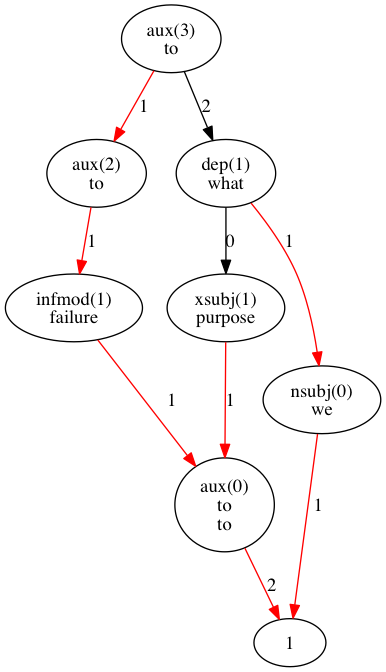 aux(3)
to
1
2
aux(2)
to
dep(1)
what
1
0
1
infmod(1)
failure
xsubj(1)
purpose
nsubj(0)
we
1
1
aux(0)
to
to
1
2
1